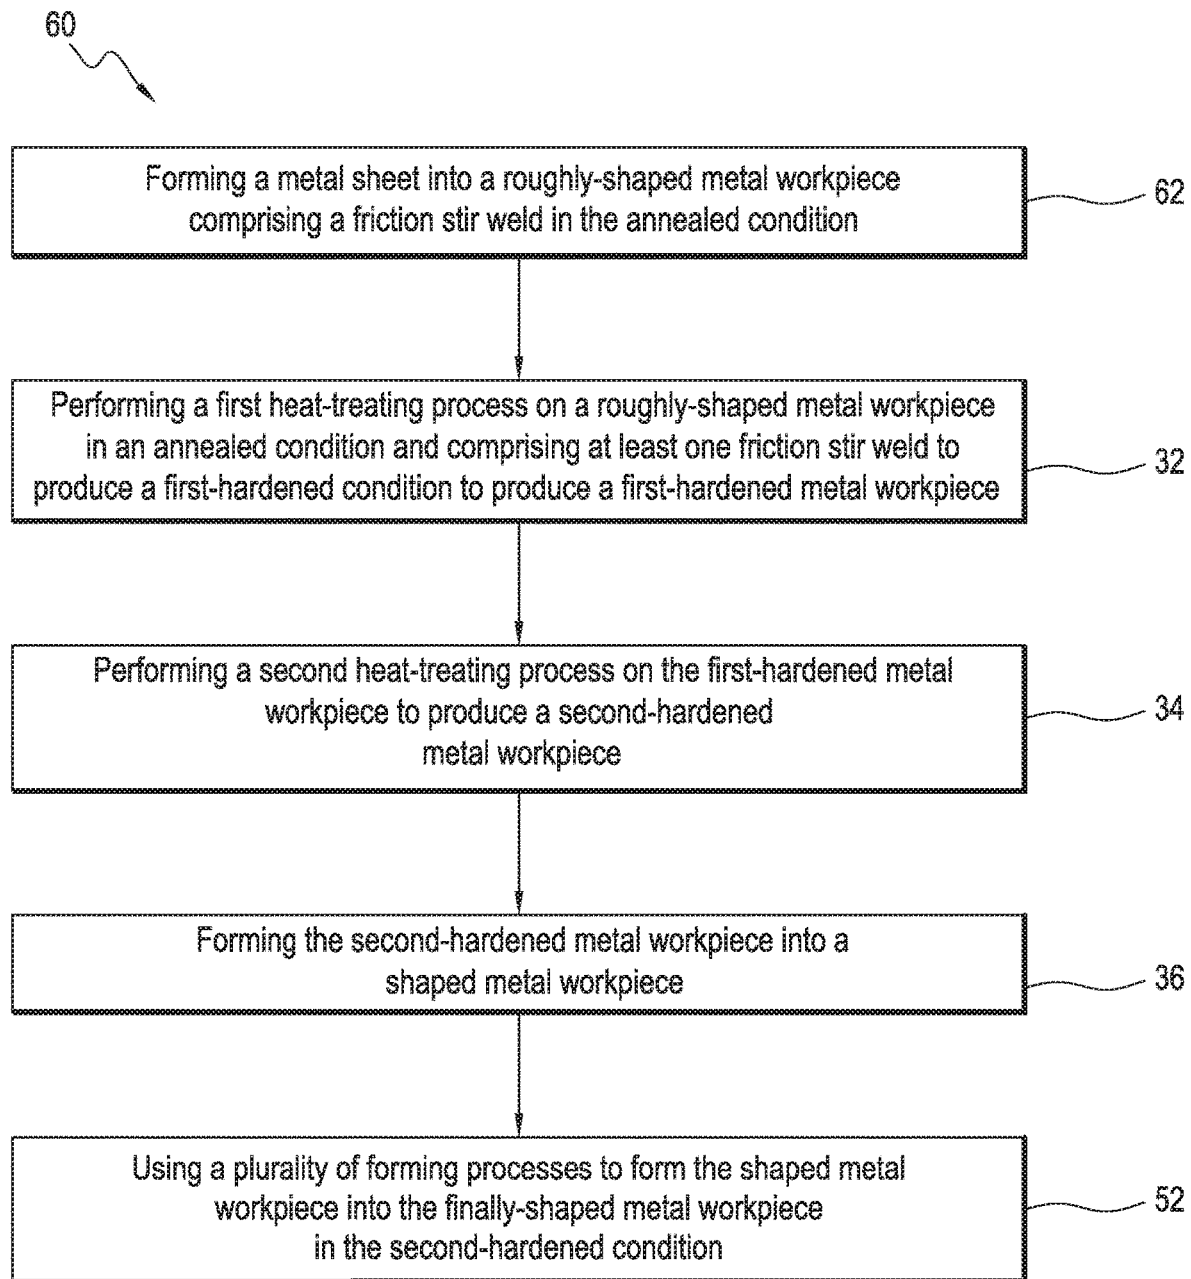 60
Forming a metal sheet into a roughly-shaped metal workpiece
comprising a friction stir weld in the annealed condition
62
Performing a first heat-treating process on a roughly-shaped metal workpiece
in an annealed condition and comprising at least one friction stir weld to
produce a first-hardened condition to produce a first-hardened metal workpiece
32
Performing a second heat-treating process on the first-hardened metal
workpiece to produce a second-hardened
metal workpiece
34
Forming the second-hardened metal workpiece into a
shaped metal workpiece
36
Using a plurality of forming processes to form the shaped metal
workpiece into the finally-shaped metal workpiece
in the second-hardened condition
52